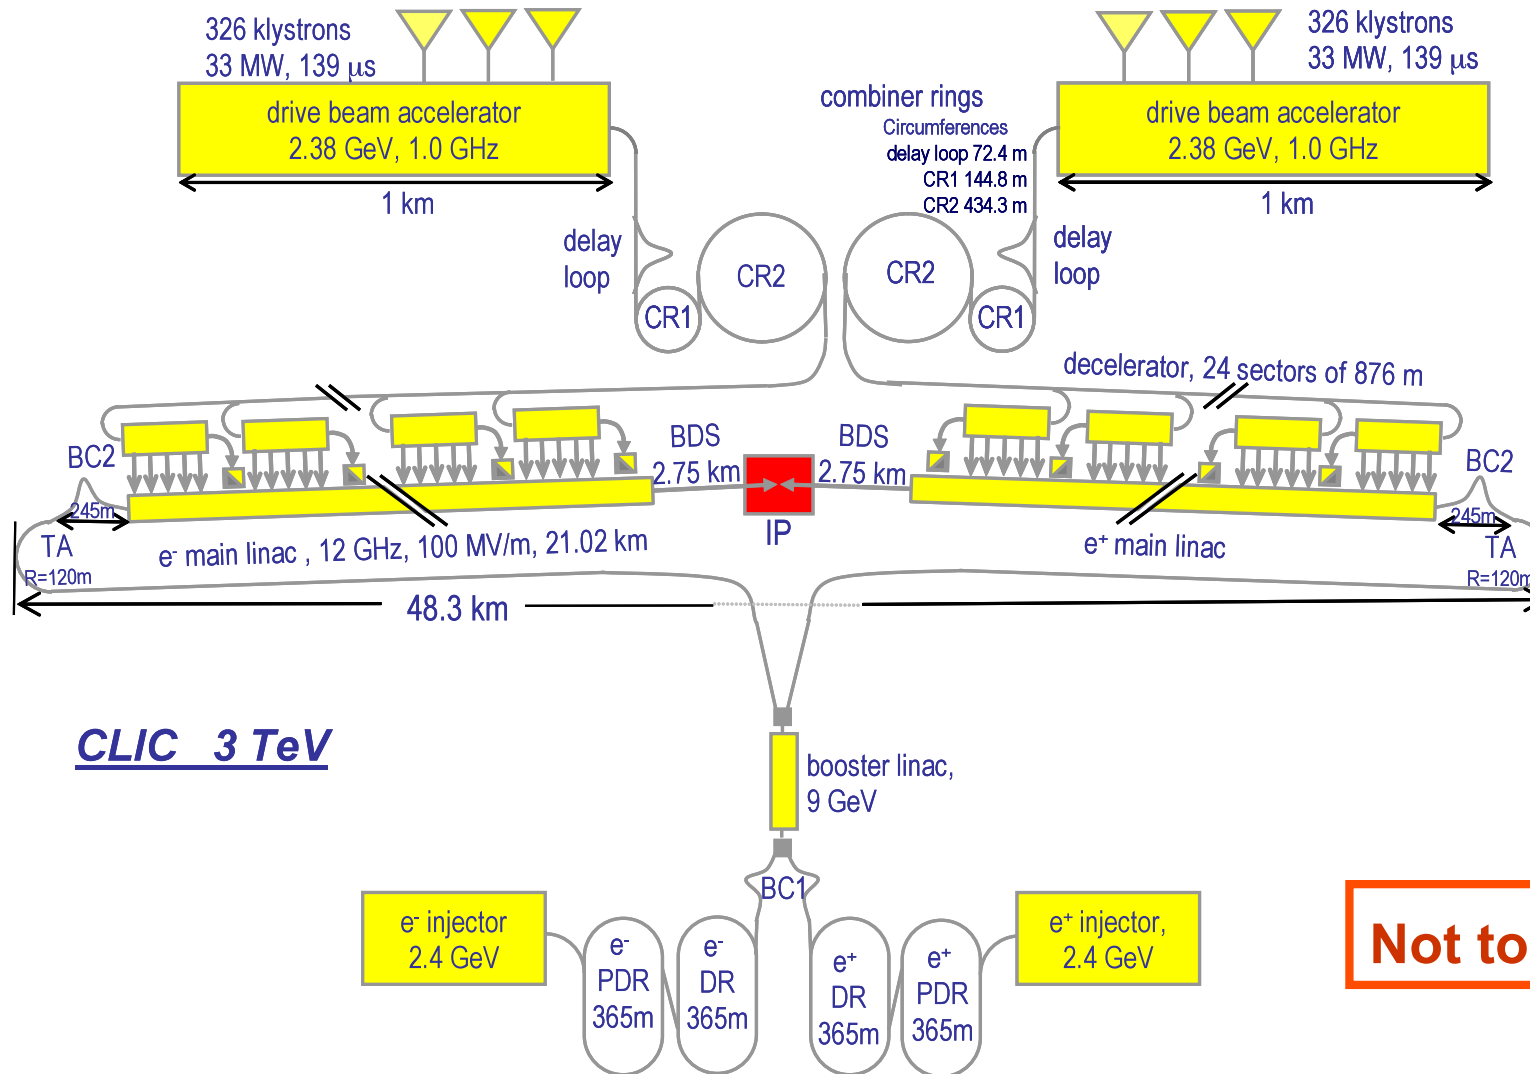 326 klystrons
33 MW, 139 μs
drive beam accelerator
2.38 GeV, 1.0 GHz
1 km
combiner rings
Circumferences
delay loop 72.4 m
CR1 144.8 m
CR2 434.3 m
326 klystrons
33 MW, 139 μs
drive beam accelerator
2.38 GeV, 1.0 GHz
1 km
delay
loop
CR1
CR2
CR2
CR1
delay
loop
decelerator, 24 sectors of 876 m
BC2
245m
TA
R=120m
BDS
2.75 km
IP
BDS
2.75 km
BC2
245m
TA
R=120m
e⁻ main linac , 12 GHz, 100 MV/m, 21.02 km
e⁺ main linac
48.3 km
CLIC 3 TeV
booster linac,
9 GeV
BC1
e⁻ injector
2.4 GeV
e⁻
PDR
365m
e⁻
DR
365m
e⁺
DR
365m
e⁺
PDR
365m
e⁺ injector,
2.4 GeV
Not to